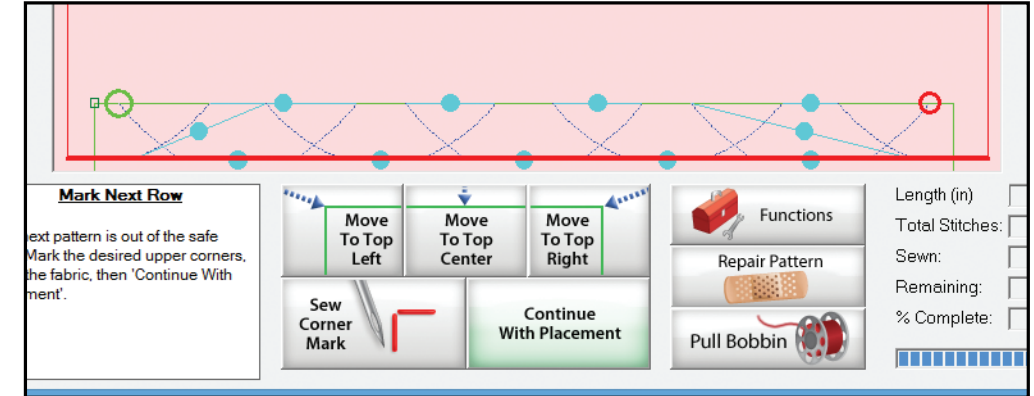 Mark Next Row
next pattern is out of the safe
Mark the desired upper corners,
the fabric, then 'Continue With
ment'.
Move
To Top
Left
Move
To Top
Center
Move
To Top
Right
Sew
Corner
Mark
Continue
With Placement
Functions
Repair Pattern
Pull Bobbin
Length (in)
Total Stitches:
Sewn:
Remaining:
% Complete: